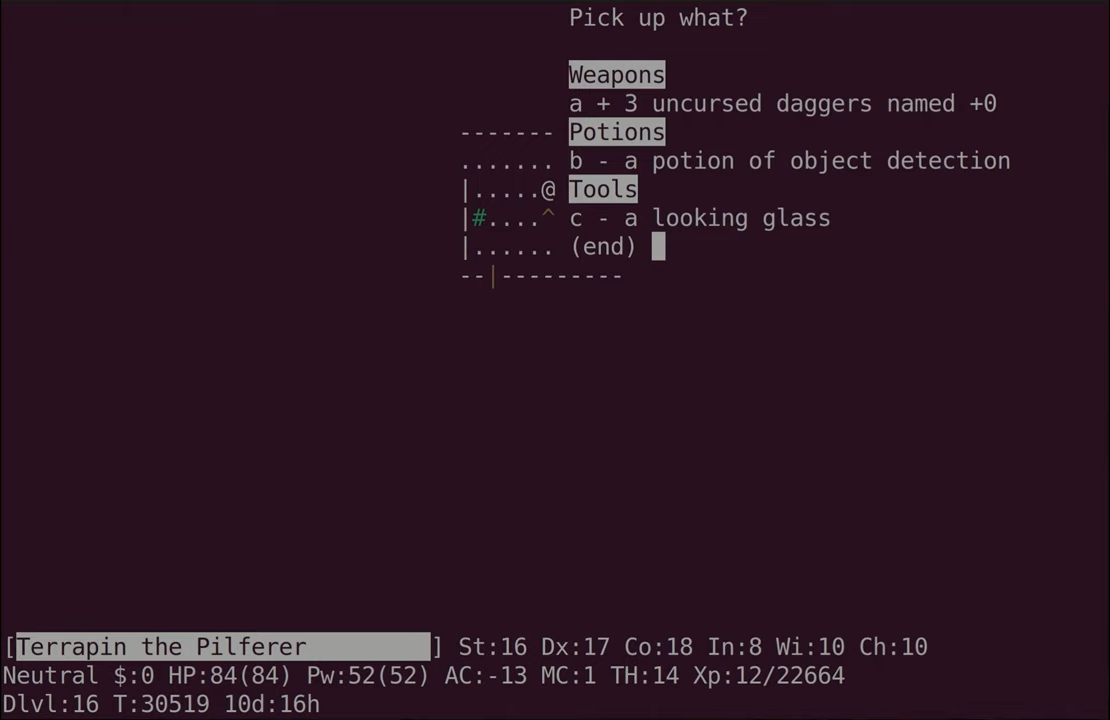 Pick up what?
Weapons
a + 3 uncursed daggers named +0
------- Potions
....... b - a potion of object detection
|.....@ Tools
|#....^ c - a looking glass
|...... (end)
--|---------
[Terrapin the Pilferer ] St:16 Dx:17 Co:18 In:8 Wi:10 Ch:10
Neutral $:0 HP:84(84) Pw:52(52) AC:-13 MC:1 TH:14 Xp:12/22664
Dlvl:16 T:30519 10d:16h